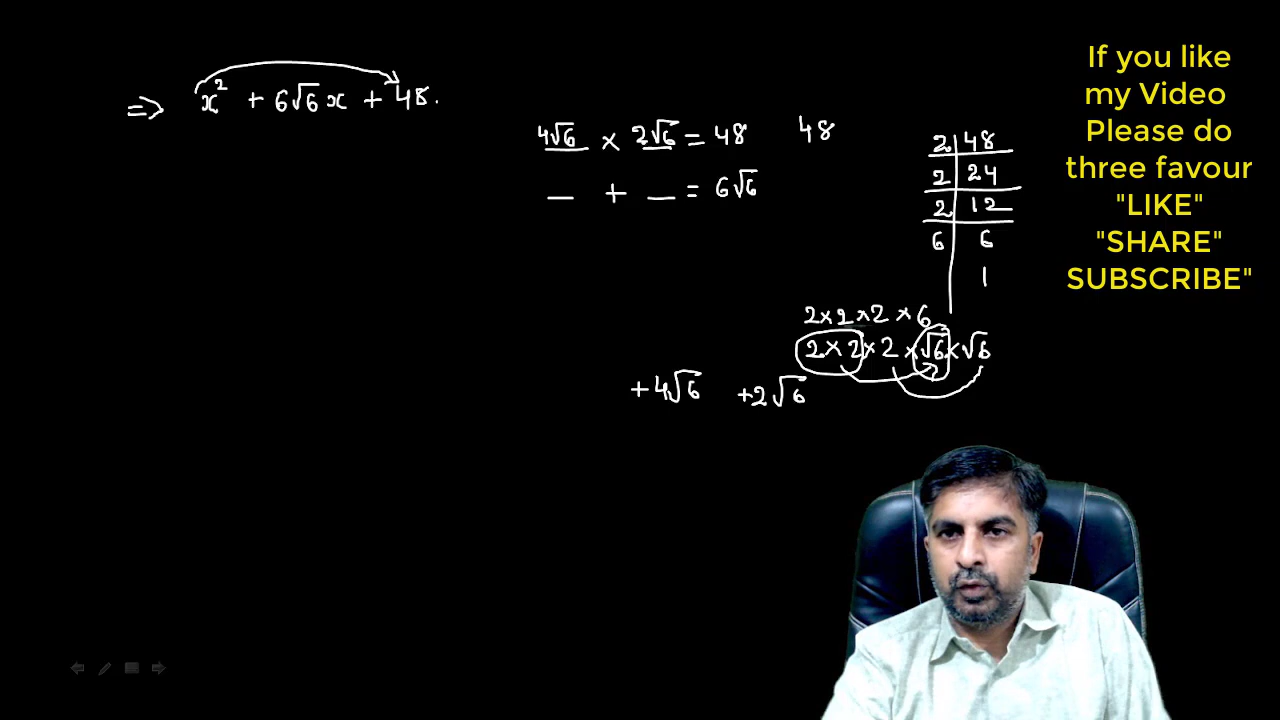 ⇒ x² + 6√6x + 48.
4√6 × 2√6 = 48
48
_ + _ = 6√6
2 | 48
2 | 24
2 | 12
6 | 6
1
2×2×2×6
2×2×2×√6×√6
+4√6 +2√6
If you like
my Video
Please do
three favour
"LIKE"
"SHARE"
SUBSCRIBE"